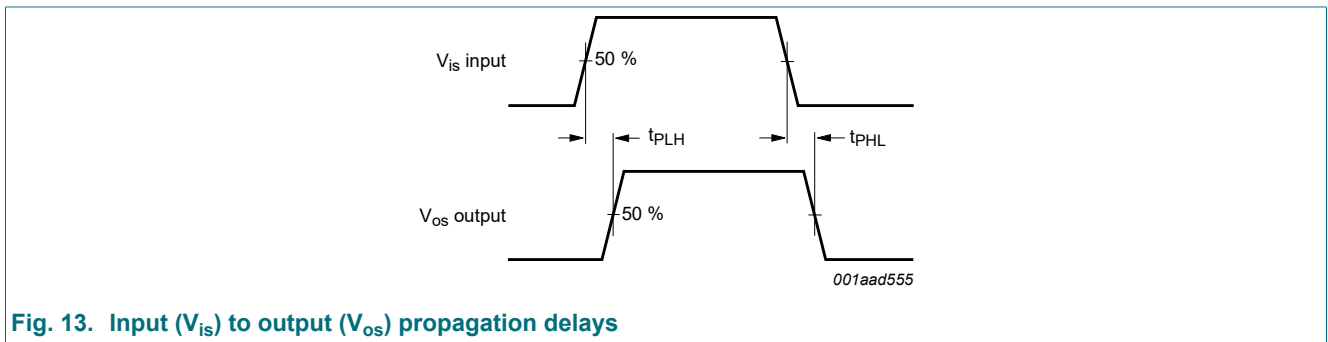 V_is input
50 %
t_PLH
t_PHL
V_os output
50 %
001aad555
Fig. 13. Input (V_is) to output (V_os) propagation delays